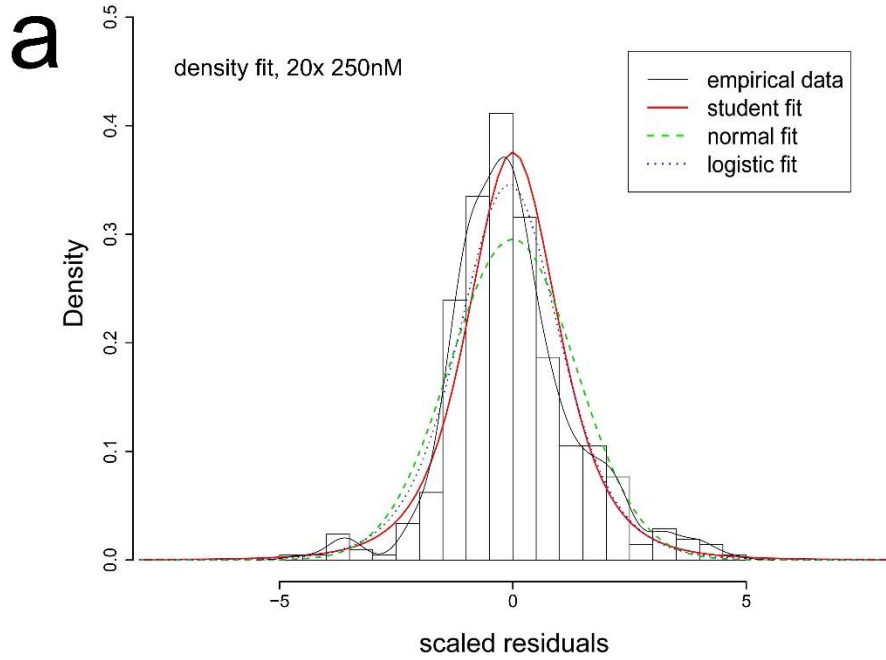 a
density fit, 20x 250nM
empirical data
student fit
normal fit
logistic fit
Density
0.5
0.4
0.3
0.2
0.1
0.0
−5 0 5
scaled residuals